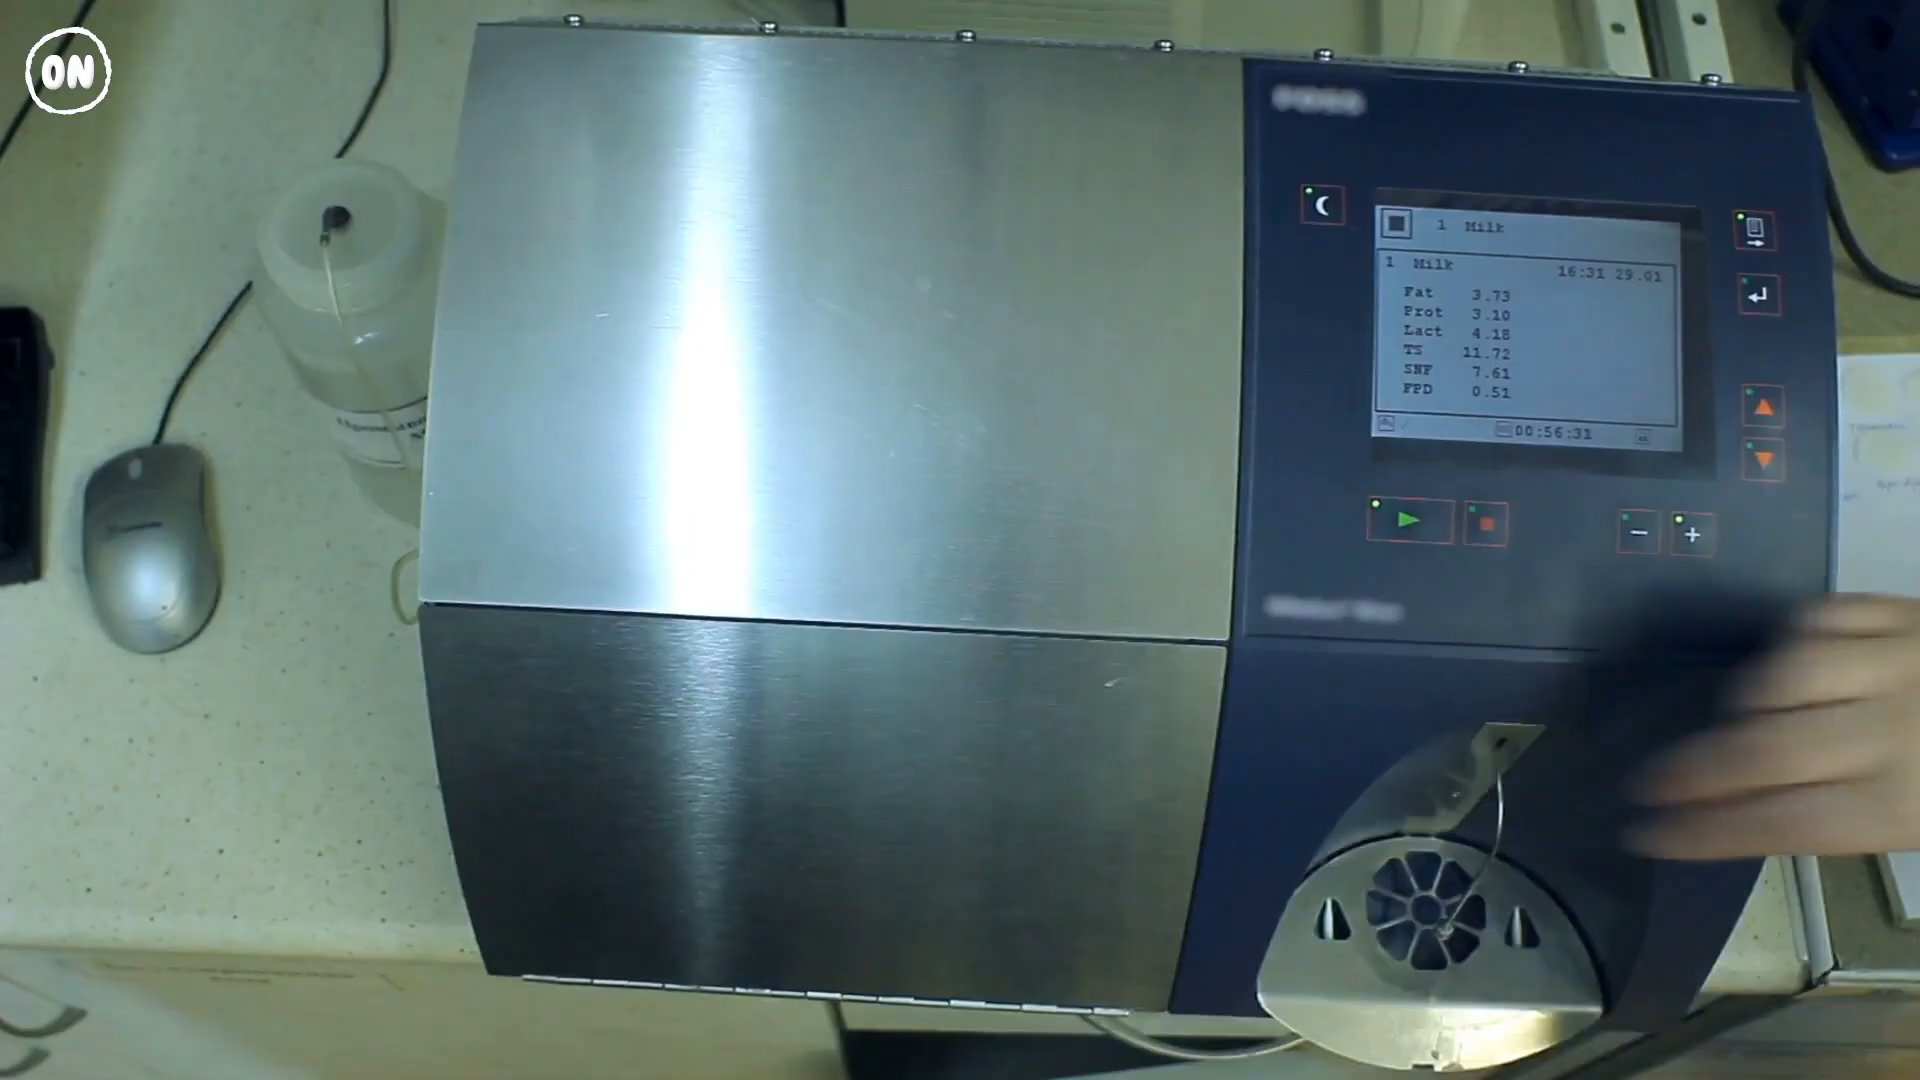 ON
1 Milk
1 Milk 16:31 29.01
Fat 3.73
Prot 3.10
Lact 4.18
TS 11.72
SNF 7.61
FPD 0.51
00:56:31